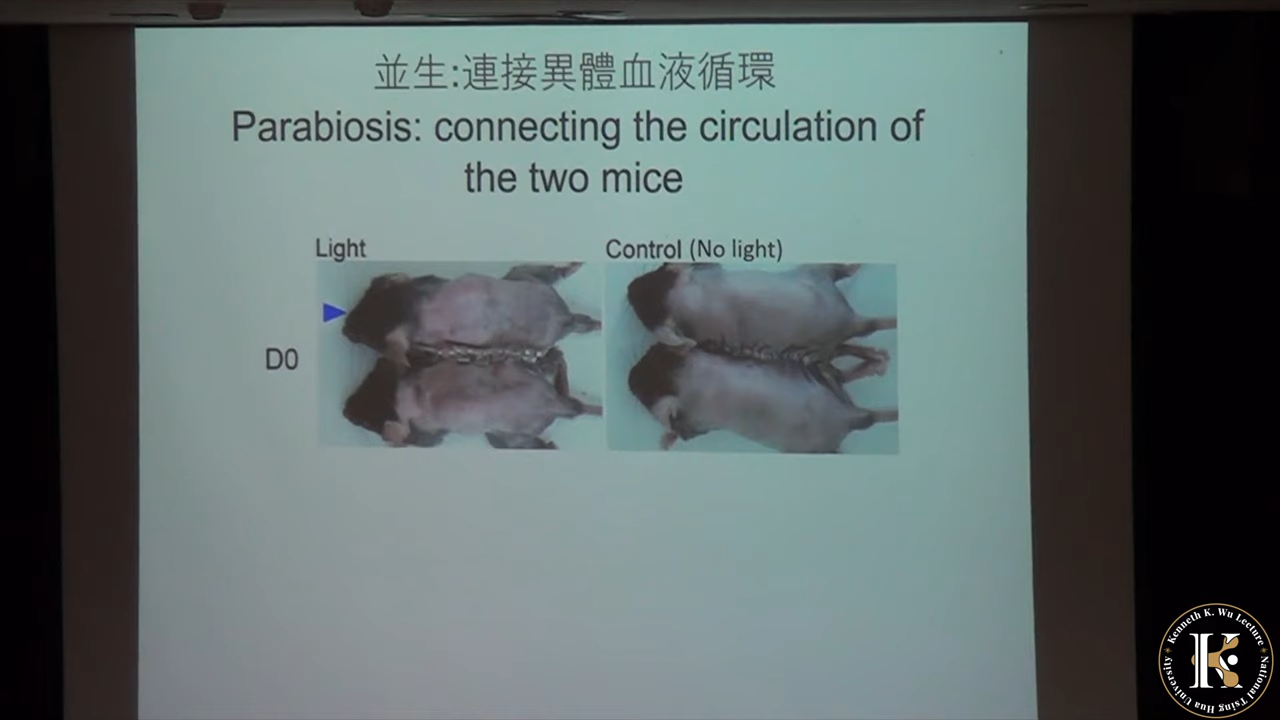 並生:連接異體血液循環
Parabiosis: connecting the circulation of
the two mice
Light
Control (No light)
D0
Kenneth K. Wu Lecture
National Tsing Hua University
K